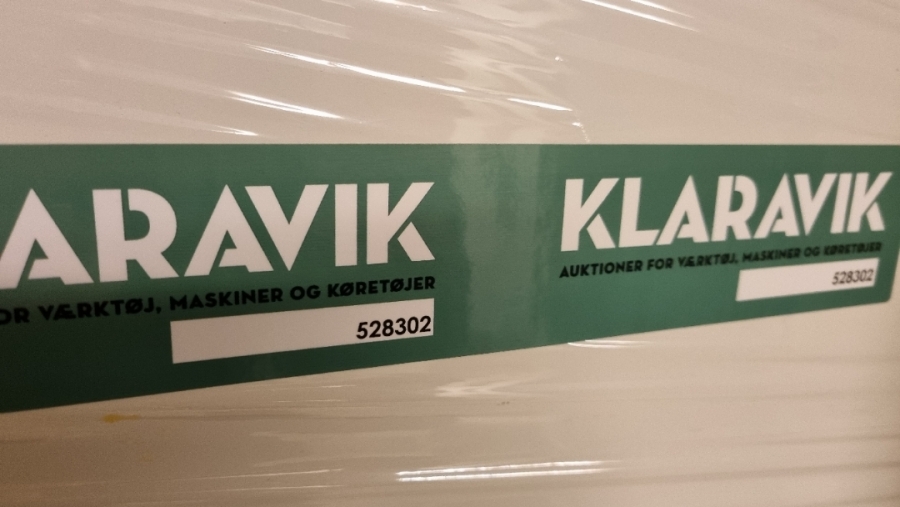 ARAVIK
OR VÆRKTØJ, MASKINER OG KØRETØJER
528302
KLARAVIK
AUKTIONER FOR VÆRKTØJ, MASKINER OG KØRETØJER
528302